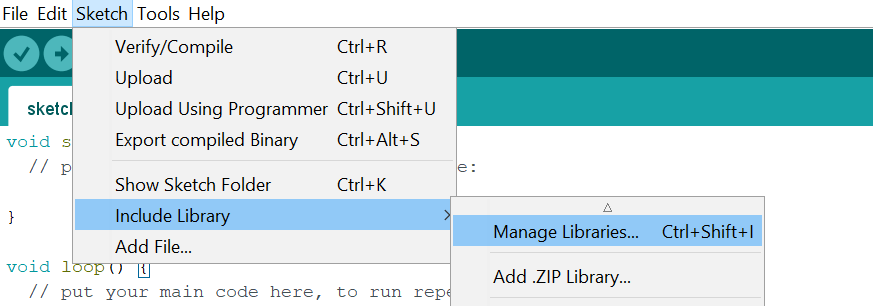 File Edit Sketch Tools Help
Verify/Compile Ctrl+R
Upload Ctrl+U
Upload Using Programmer Ctrl+Shift+U
Export compiled Binary Ctrl+Alt+S
Show Sketch Folder Ctrl+K
Include Library
Add File...
Manage Libraries... Ctrl+Shift+I
Add .ZIP Library...
void
//
}
void loop() {
// put your main code here, to run